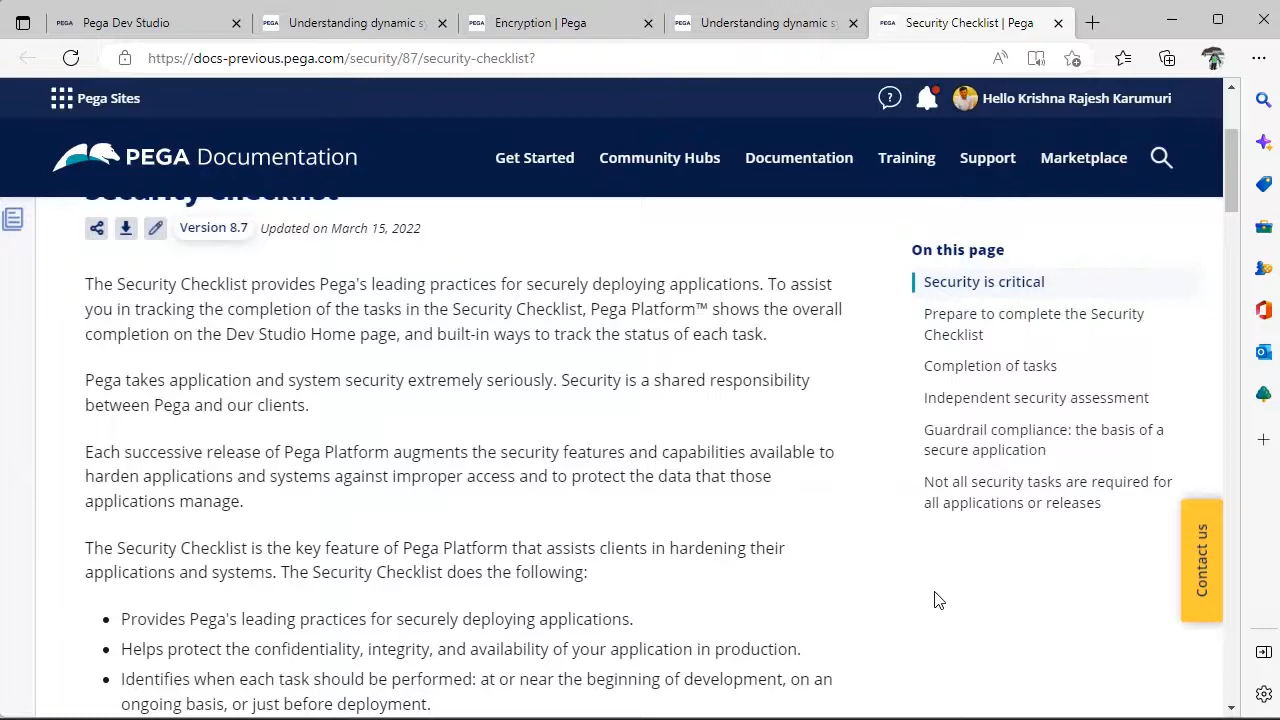 Pega Dev Studio
Understanding dynamic sy
Encryption | Pega
Understanding dynamic sy
Security Checklist | Pega
https://docs-previous.pega.com/security/87/security-checklist?
Pega Sites
Hello Krishna Rajesh Karumuri
PEGA Documentation
Get Started
Community Hubs
Documentation
Training
Support
Marketplace
Security Checklist
Version 8.7
Updated on March 15, 2022
The Security Checklist provides Pega's leading practices for securely deploying applications. To assist
you in tracking the completion of the tasks in the Security Checklist, Pega Platform™ shows the overall
completion on the Dev Studio Home page, and built-in ways to track the status of each task.
Pega takes application and system security extremely seriously. Security is a shared responsibility
between Pega and our clients.
Each successive release of Pega Platform augments the security features and capabilities available to
harden applications and systems against improper access and to protect the data that those
applications manage.
The Security Checklist is the key feature of Pega Platform that assists clients in hardening their
applications and systems. The Security Checklist does the following:
• Provides Pega's leading practices for securely deploying applications.
• Helps protect the confidentiality, integrity, and availability of your application in production.
• Identifies when each task should be performed: at or near the beginning of development, on an
ongoing basis, or just before deployment.
On this page
Security is critical
Prepare to complete the Security
Checklist
Completion of tasks
Independent security assessment
Guardrail compliance: the basis of a
secure application
Not all security tasks are required for
all applications or releases
Contact us